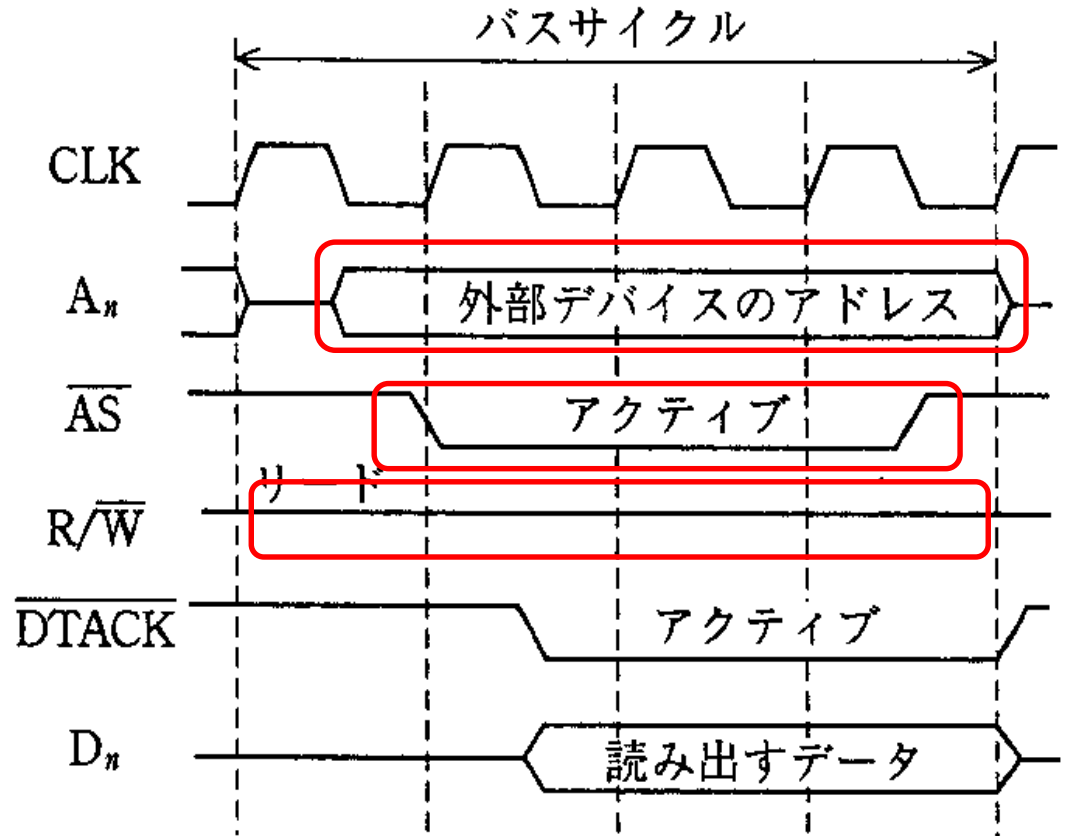 バスサイクル
CLK
Aₙ
外部デバイスのアドレス
A̅S̅
アクティブ
リード
R/W̅
D̅T̅A̅C̅K̅
アクティブ
Dₙ
読み出すデータ